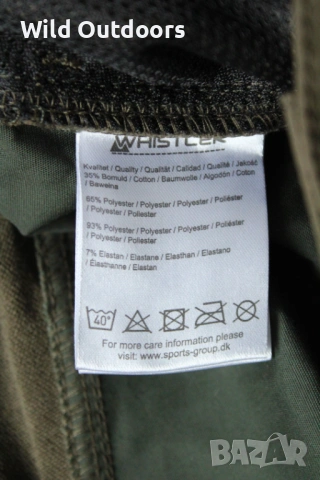 Wild Outdoors
WHISTLER
Kvalitet / Quality / Qualität / Calidad / Qualité / Jakość
35% Bomuld / Cotton / Baumwolle / Algodón / Coton
/ Bawełna
65% Polyester / Polyester / Polyester / Poliéster
/ Polyester / Poliester
93% Polyester / Polyester / Polyester / Poliéster
/ Polyester / Poliester
7% Elastan / Elastane / Elasthan / Elastano
/ Élasthanne / Elastan
40°
For more care information please
visit: www.sports-group.dk
BAZAR